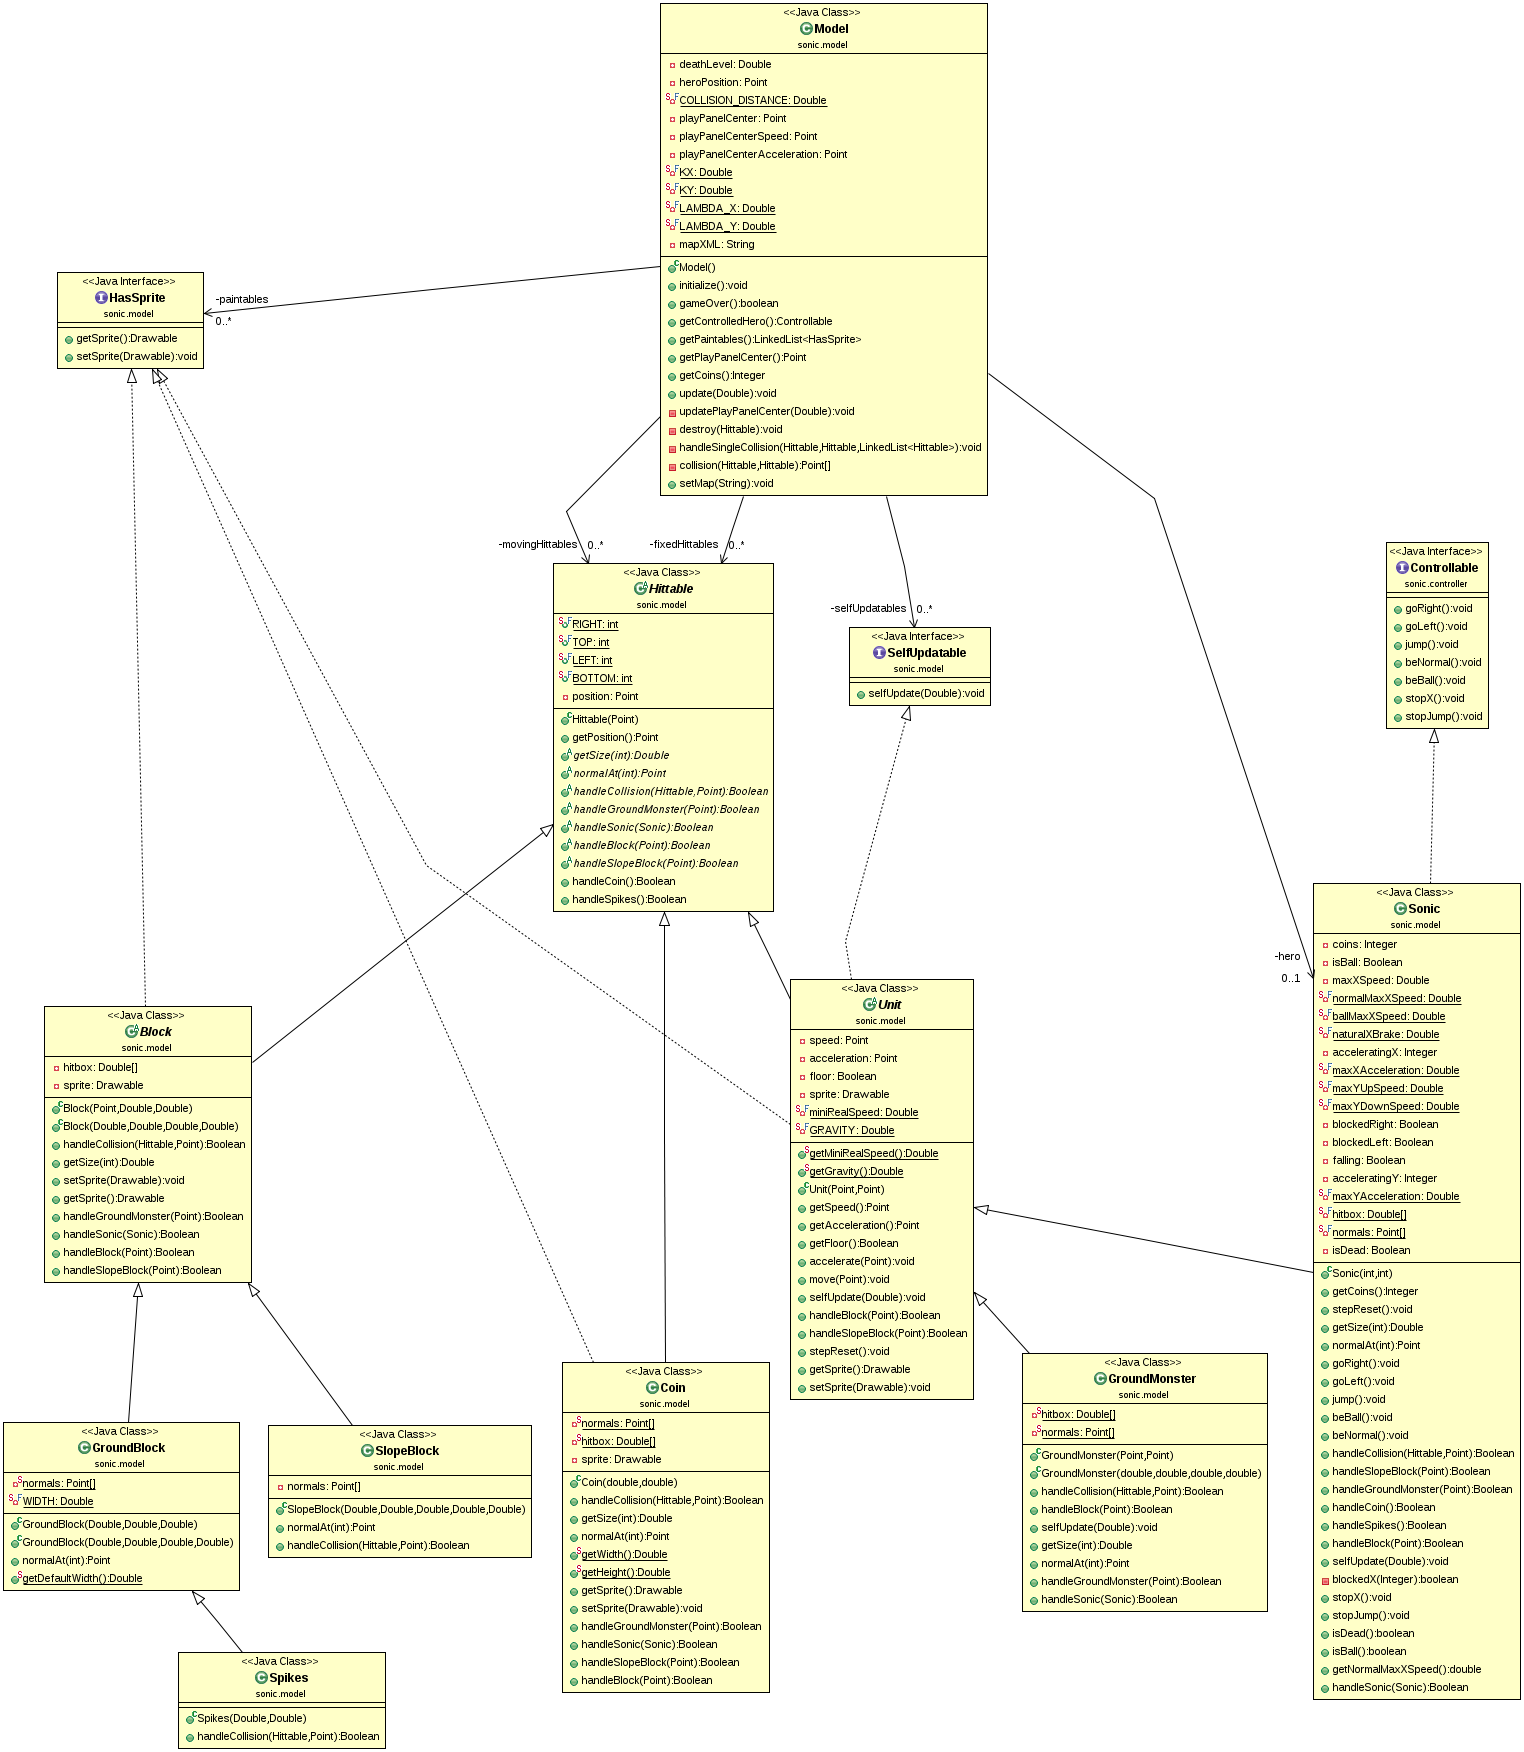 <<Java Class>>
Model
sonic.model
deathLevel: Double
heroPosition: Point
COLLISION_DISTANCE: Double
playPanelCenter: Point
playPanelCenterSpeed: Point
playPanelCenterAcceleration: Point
KX: Double
KY: Double
LAMBDA_X: Double
LAMBDA_Y: Double
mapXML: String
Model()
initialize():void
gameOver():boolean
getControlledHero():Controllable
getPaintables():LinkedList<HasSprite>
getPlayPanelCenter():Point
getCoins():Integer
update(Double):void
updatePlayPanelCenter(Double):void
destroy(Hittable):void
handleSingleCollision(Hittable,Hittable,LinkedList<Hittable>):void
collision(Hittable,Hittable):Point[]
setMap(String):void
<<Java Interface>>
HasSprite
sonic.model
getSprite():Drawable
setSprite(Drawable):void
-paintables
0..*
-movingHittables
0..*
-fixedHittables
0..*
-selfUpdatables
0..*
-hero
0..1
<<Java Class>>
Hittable
sonic.model
RIGHT: int
TOP: int
LEFT: int
BOTTOM: int
position: Point
Hittable(Point)
getPosition():Point
getSize(int):Double
normalAt(int):Point
handleCollision(Hittable,Point):Boolean
handleGroundMonster(Point):Boolean
handleSonic(Sonic):Boolean
handleBlock(Point):Boolean
handleSlopeBlock(Point):Boolean
handleCoin():Boolean
handleSpikes():Boolean
<<Java Interface>>
SelfUpdatable
sonic.model
selfUpdate(Double):void
<<Java Interface>>
Controllable
sonic.controller
goRight():void
goLeft():void
jump():void
beNormal():void
beBall():void
stopX():void
stopJump():void
<<Java Class>>
Sonic
sonic.model
coins: Integer
isBall: Boolean
maxXSpeed: Double
normalMaxXSpeed: Double
ballMaxXSpeed: Double
naturalXBrake: Double
acceleratingX: Integer
maxXAcceleration: Double
maxYUpSpeed: Double
maxYDownSpeed: Double
blockedRight: Boolean
blockedLeft: Boolean
falling: Boolean
acceleratingY: Integer
maxYAcceleration: Double
hitbox: Double[]
normals: Point[]
isDead: Boolean
Sonic(int,int)
getCoins():Integer
stepReset():void
getSize(int):Double
normalAt(int):Point
goRight():void
goLeft():void
jump():void
beBall():void
beNormal():void
handleCollision(Hittable,Point):Boolean
handleSlopeBlock(Point):Boolean
handleGroundMonster(Point):Boolean
handleCoin():Boolean
handleSpikes():Boolean
handleBlock(Point):Boolean
selfUpdate(Double):void
blockedX(Integer):boolean
stopX():void
stopJump():void
isDead():boolean
isBall():boolean
getNormalMaxXSpeed():double
handleSonic(Sonic):Boolean
<<Java Class>>
Block
sonic.model
hitbox: Double[]
sprite: Drawable
Block(Point,Double,Double)
Block(Double,Double,Double,Double)
handleCollision(Hittable,Point):Boolean
getSize(int):Double
setSprite(Drawable):void
getSprite():Drawable
handleGroundMonster(Point):Boolean
handleSonic(Sonic):Boolean
handleBlock(Point):Boolean
handleSlopeBlock(Point):Boolean
<<Java Class>>
Unit
sonic.model
speed: Point
acceleration: Point
floor: Boolean
sprite: Drawable
miniRealSpeed: Double
GRAVITY: Double
getMiniRealSpeed():Double
getGravity():Double
Unit(Point,Point)
getSpeed():Point
getAcceleration():Point
getFloor():Boolean
accelerate(Point):void
move(Point):void
selfUpdate(Double):void
handleBlock(Point):Boolean
handleSlopeBlock(Point):Boolean
stepReset():void
getSprite():Drawable
setSprite(Drawable):void
<<Java Class>>
GroundMonster
sonic.model
hitbox: Double[]
normals: Point[]
GroundMonster(Point,Point)
GroundMonster(double,double,double,double)
handleCollision(Hittable,Point):Boolean
handleBlock(Point):Boolean
selfUpdate(Double):void
getSize(int):Double
normalAt(int):Point
handleGroundMonster(Point):Boolean
handleSonic(Sonic):Boolean
<<Java Class>>
Coin
sonic.model
normals: Point[]
hitbox: Double[]
sprite: Drawable
Coin(double,double)
handleCollision(Hittable,Point):Boolean
getSize(int):Double
normalAt(int):Point
getWidth():Double
getHeight():Double
getSprite():Drawable
setSprite(Drawable):void
handleGroundMonster(Point):Boolean
handleSonic(Sonic):Boolean
handleSlopeBlock(Point):Boolean
handleBlock(Point):Boolean
<<Java Class>>
GroundBlock
sonic.model
normals: Point[]
WIDTH: Double
GroundBlock(Double,Double,Double)
GroundBlock(Double,Double,Double,Double)
normalAt(int):Point
getDefaultWidth():Double
<<Java Class>>
SlopeBlock
sonic.model
normals: Point[]
SlopeBlock(Double,Double,Double,Double,Double)
normalAt(int):Point
handleCollision(Hittable,Point):Boolean
<<Java Class>>
Spikes
sonic.model
Spikes(Double,Double)
handleCollision(Hittable,Point):Boolean